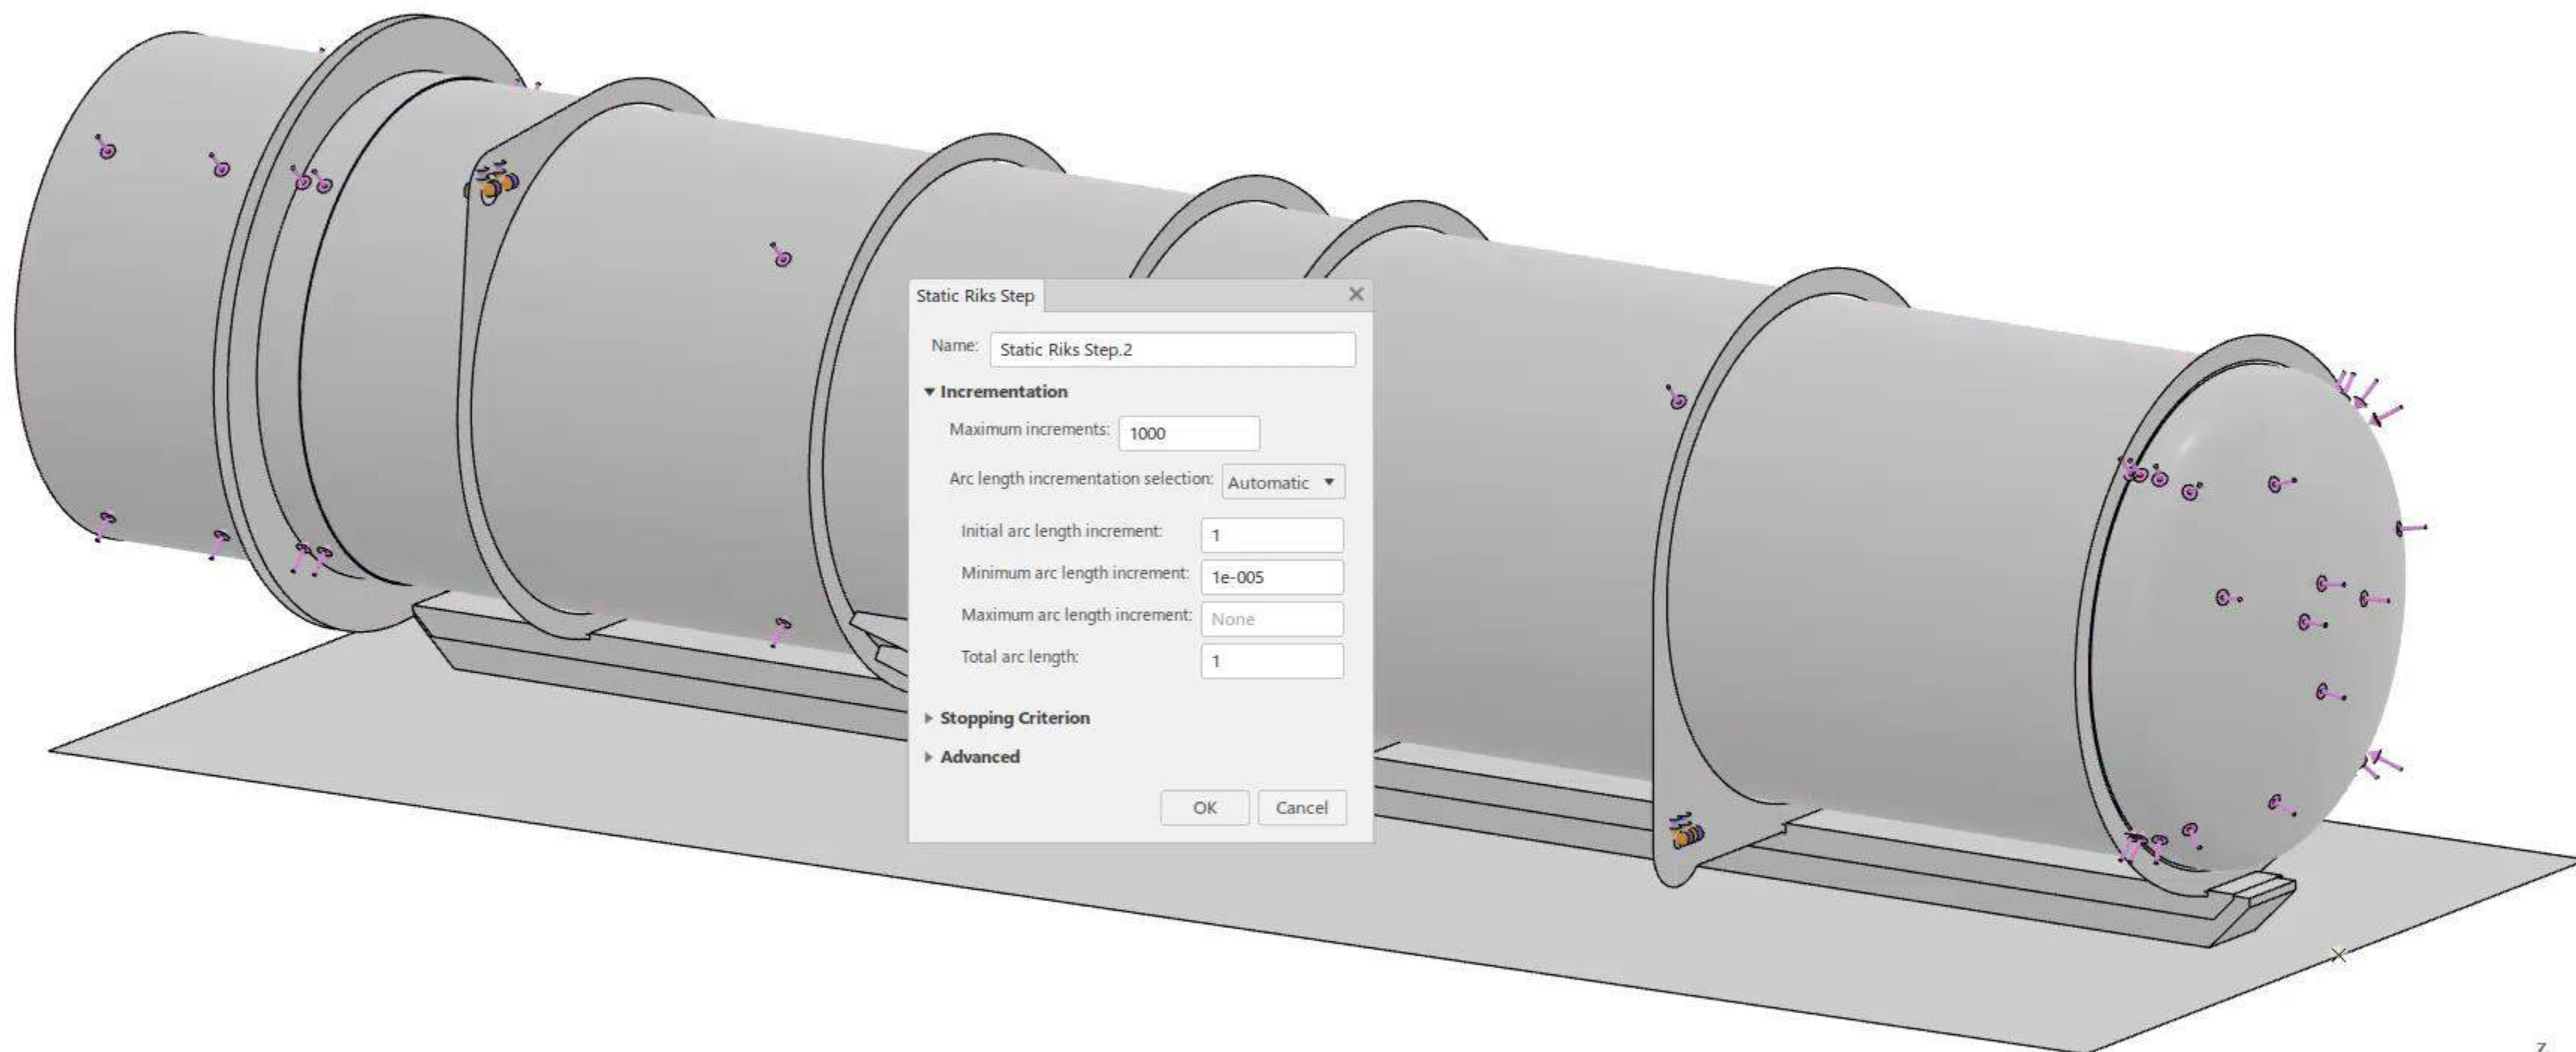 Static Riks Step
Name: Static Riks Step.2
Incrementation
Maximum increments: 1000
Arc length incrementation selection: Automatic
Initial arc length increment: 1
Minimum arc length increment: 1e-005
Maximum arc length increment: None
Total arc length: 1
Stopping Criterion
Advanced
OK Cancel
Z